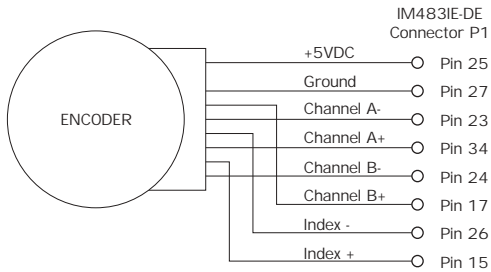 IM483IE-DE
Connector P1
+5VDC Pin 25
Ground Pin 27
Channel A- Pin 23
ENCODER
Channel A+ Pin 34
Channel B- Pin 24
Channel B+ Pin 17
Index - Pin 26
Index + Pin 15